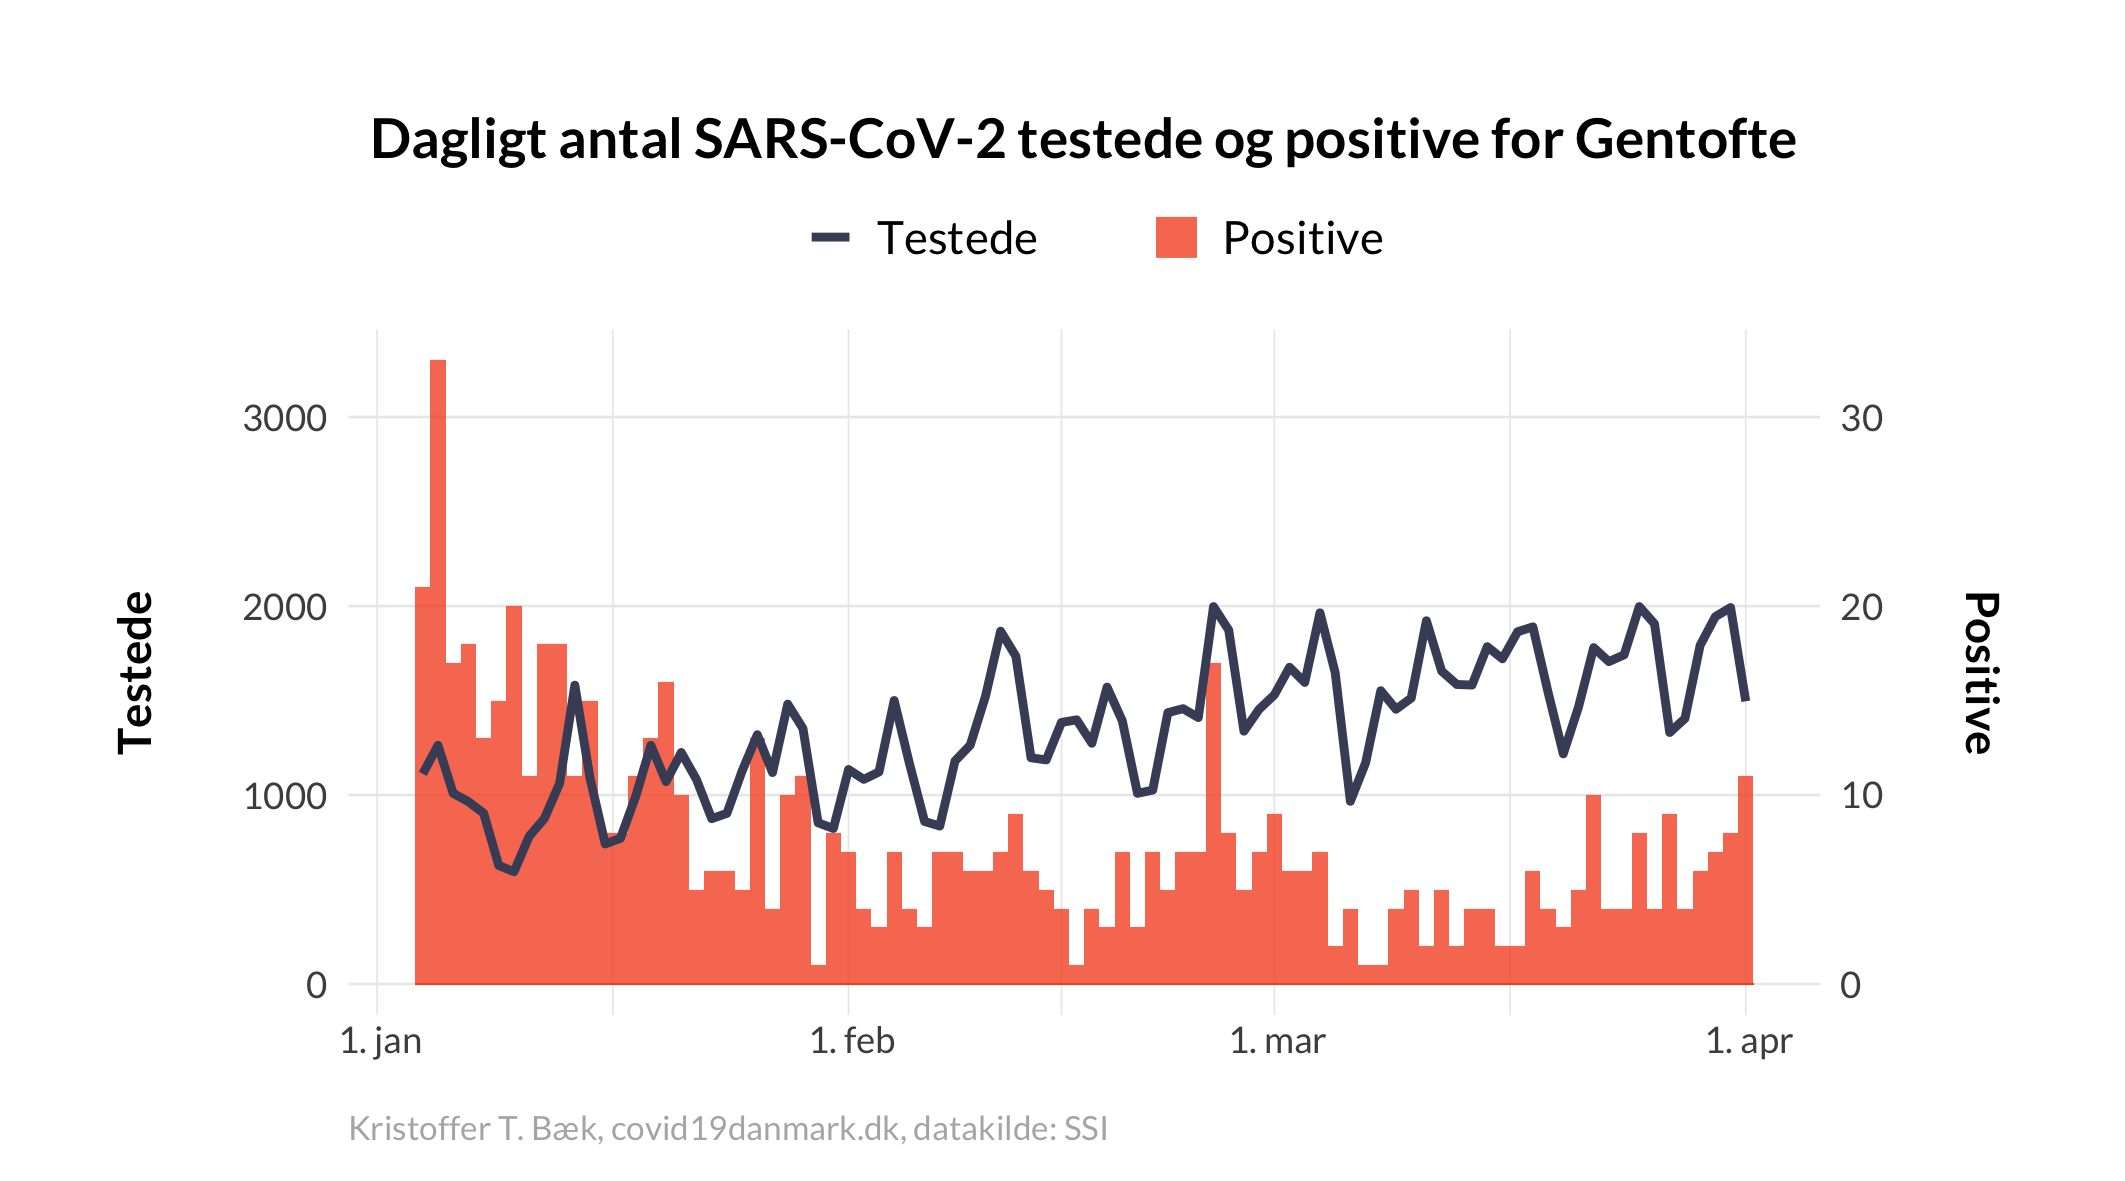 Dagligt antal SARS-CoV-2 testede og positive for Gentofte
Testede
Positive
3000
2000
1000
0
Testede
30
20
10
0
Positive
1. jan
1. feb
1. mar
1. apr
Kristoffer T. Bæk, covid19danmark.dk, datakilde: SSI